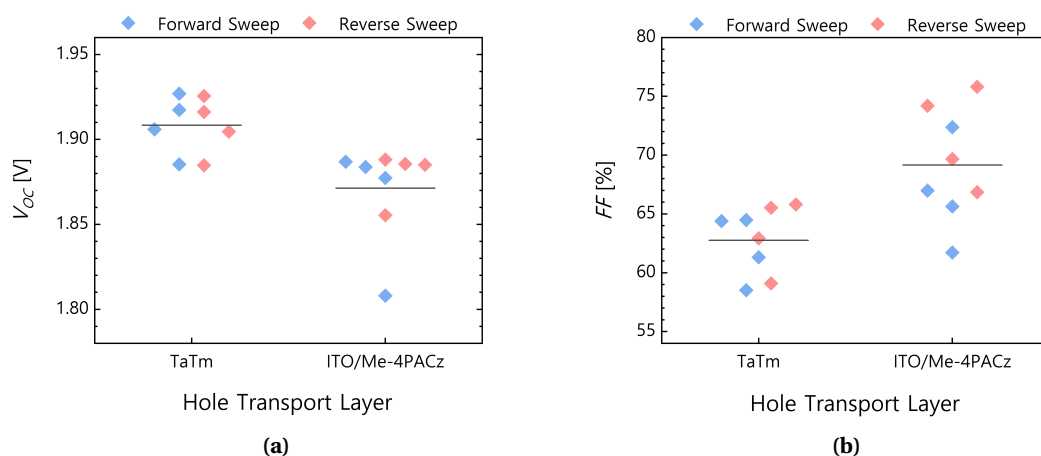 Forward Sweep Reverse Sweep
1.95
1.90
1.85
1.80
V_OC [V]
TaTm ITO/Me-4PACz
Hole Transport Layer
(a)
Forward Sweep Reverse Sweep
80
75
70
65
60
55
FF [%]
TaTm ITO/Me-4PACz
Hole Transport Layer
(b)